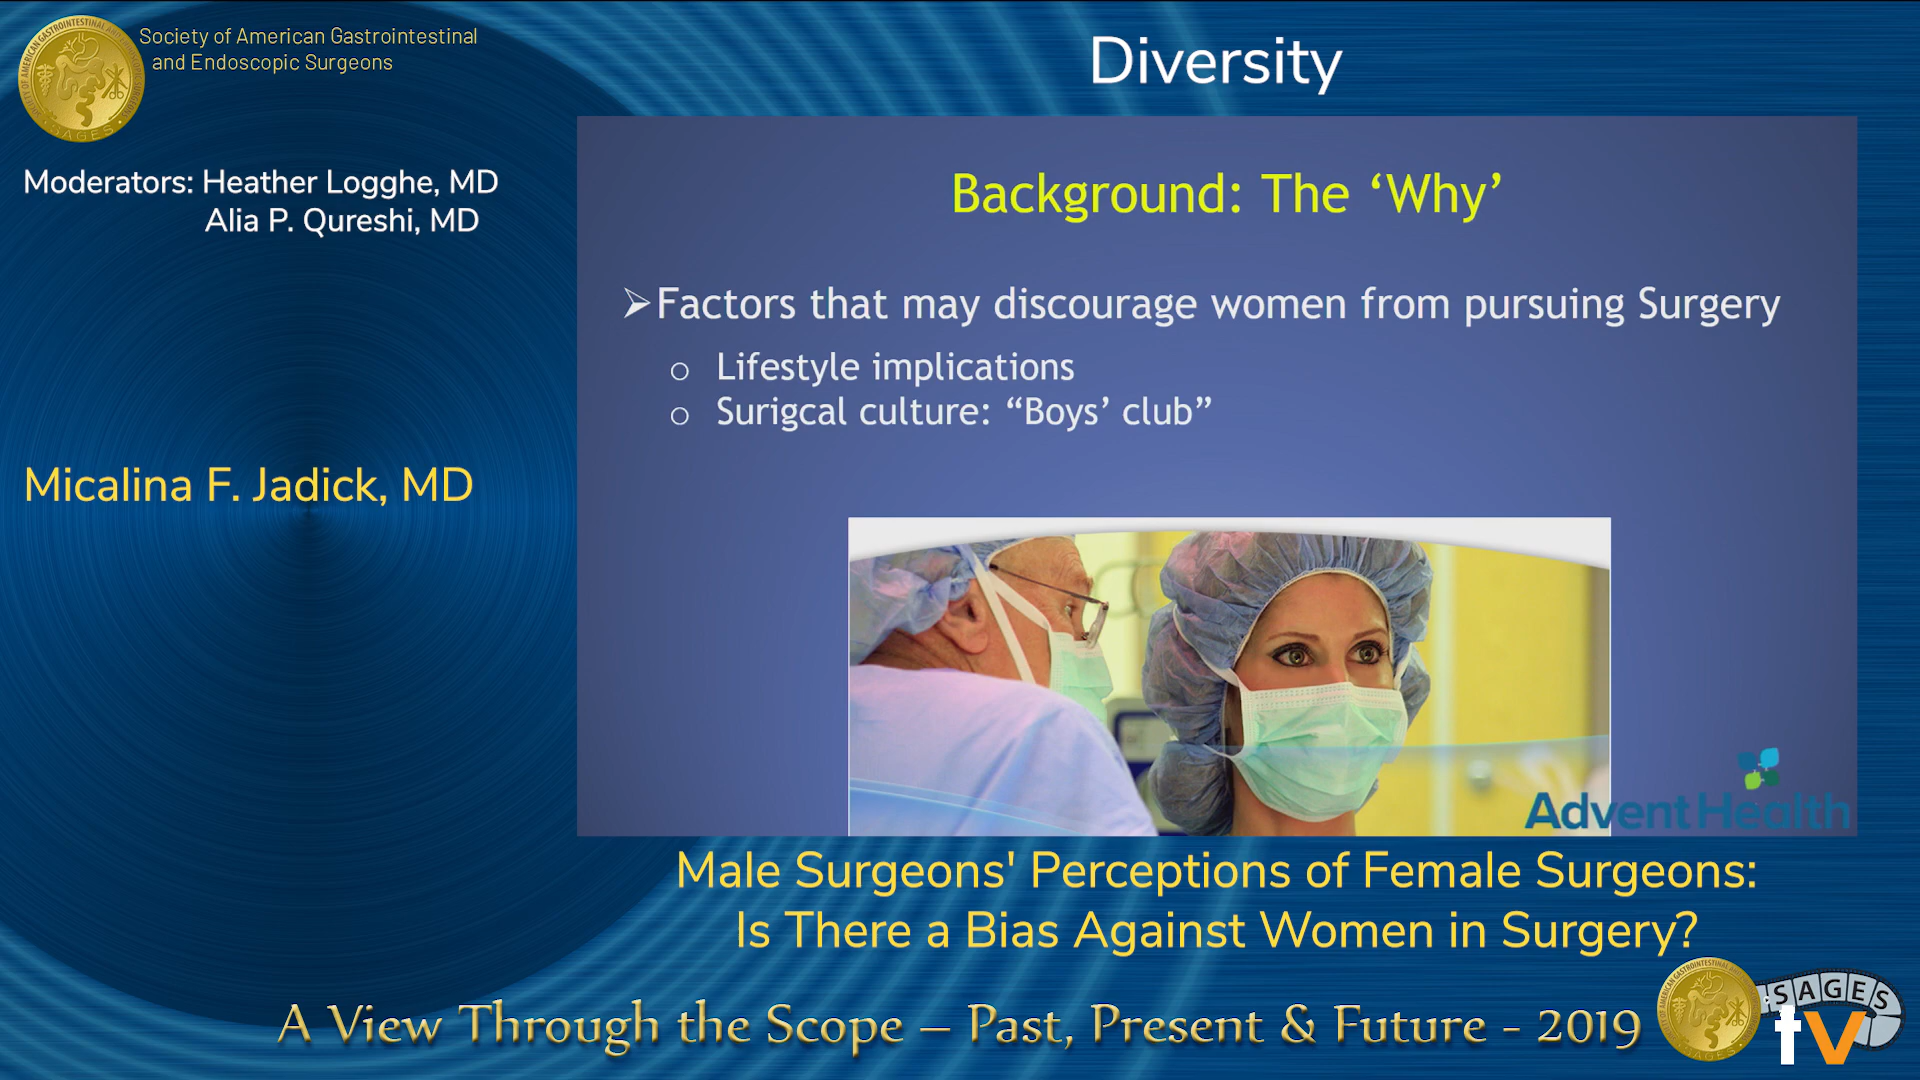 Society of American Gastrointestinal
and Endoscopic Surgeons
SAGES
Diversity
Moderators: Heather Logghe, MD
Alia P. Qureshi, MD
Micalina F. Jadick, MD
Background: The ‘Why’
➢Factors that may discourage women from pursuing Surgery
o Lifestyle implications
o Surigcal culture: “Boys’ club”
AdventHealth
Male Surgeons' Perceptions of Female Surgeons:
Is There a Bias Against Women in Surgery?
A View Through the Scope – Past, Present & Future - 2019
SAGES
tv